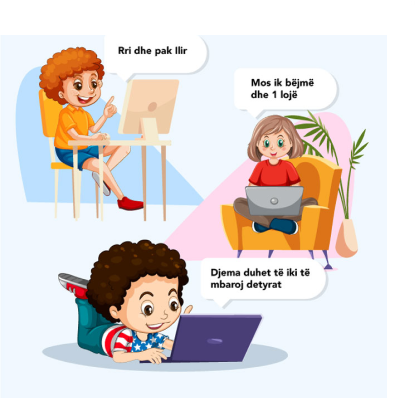 Rri dhe pak Ilir
Mos ik bëjmë
dhe 1 lojë
Djema duhet të iki të
mbaroj detyrat